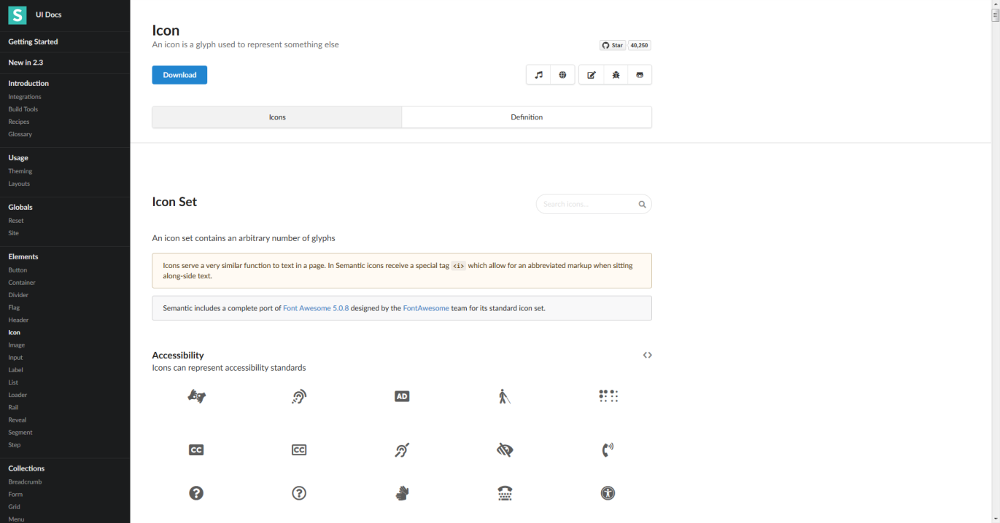 S
UI Docs
Getting Started
New in 2.3
Introduction
Integrations
Build Tools
Recipes
Glossary
Usage
Theming
Layouts
Globals
Reset
Site
Elements
Button
Container
Divider
Flag
Header
Icon
Image
Input
Label
List
Loader
Rail
Reveal
Segment
Step
Collections
Breadcrumb
Form
Grid
Menu
Icon
An icon is a glyph used to represent something else
Star 40,250
Download
Icons
Definition
Icon Set
Search icons...
An icon set contains an arbitrary number of glyphs
Icons serve a very similar function to text in a page. In Semantic icons receive a special tag <i> which allow for an abbreviated markup when sitting
along-side text.
Semantic includes a complete port of Font Awesome 5.0.8 designed by the FontAwesome team for its standard icon set.
Accessibility
Icons can represent accessibility standards
AD
CC
CC